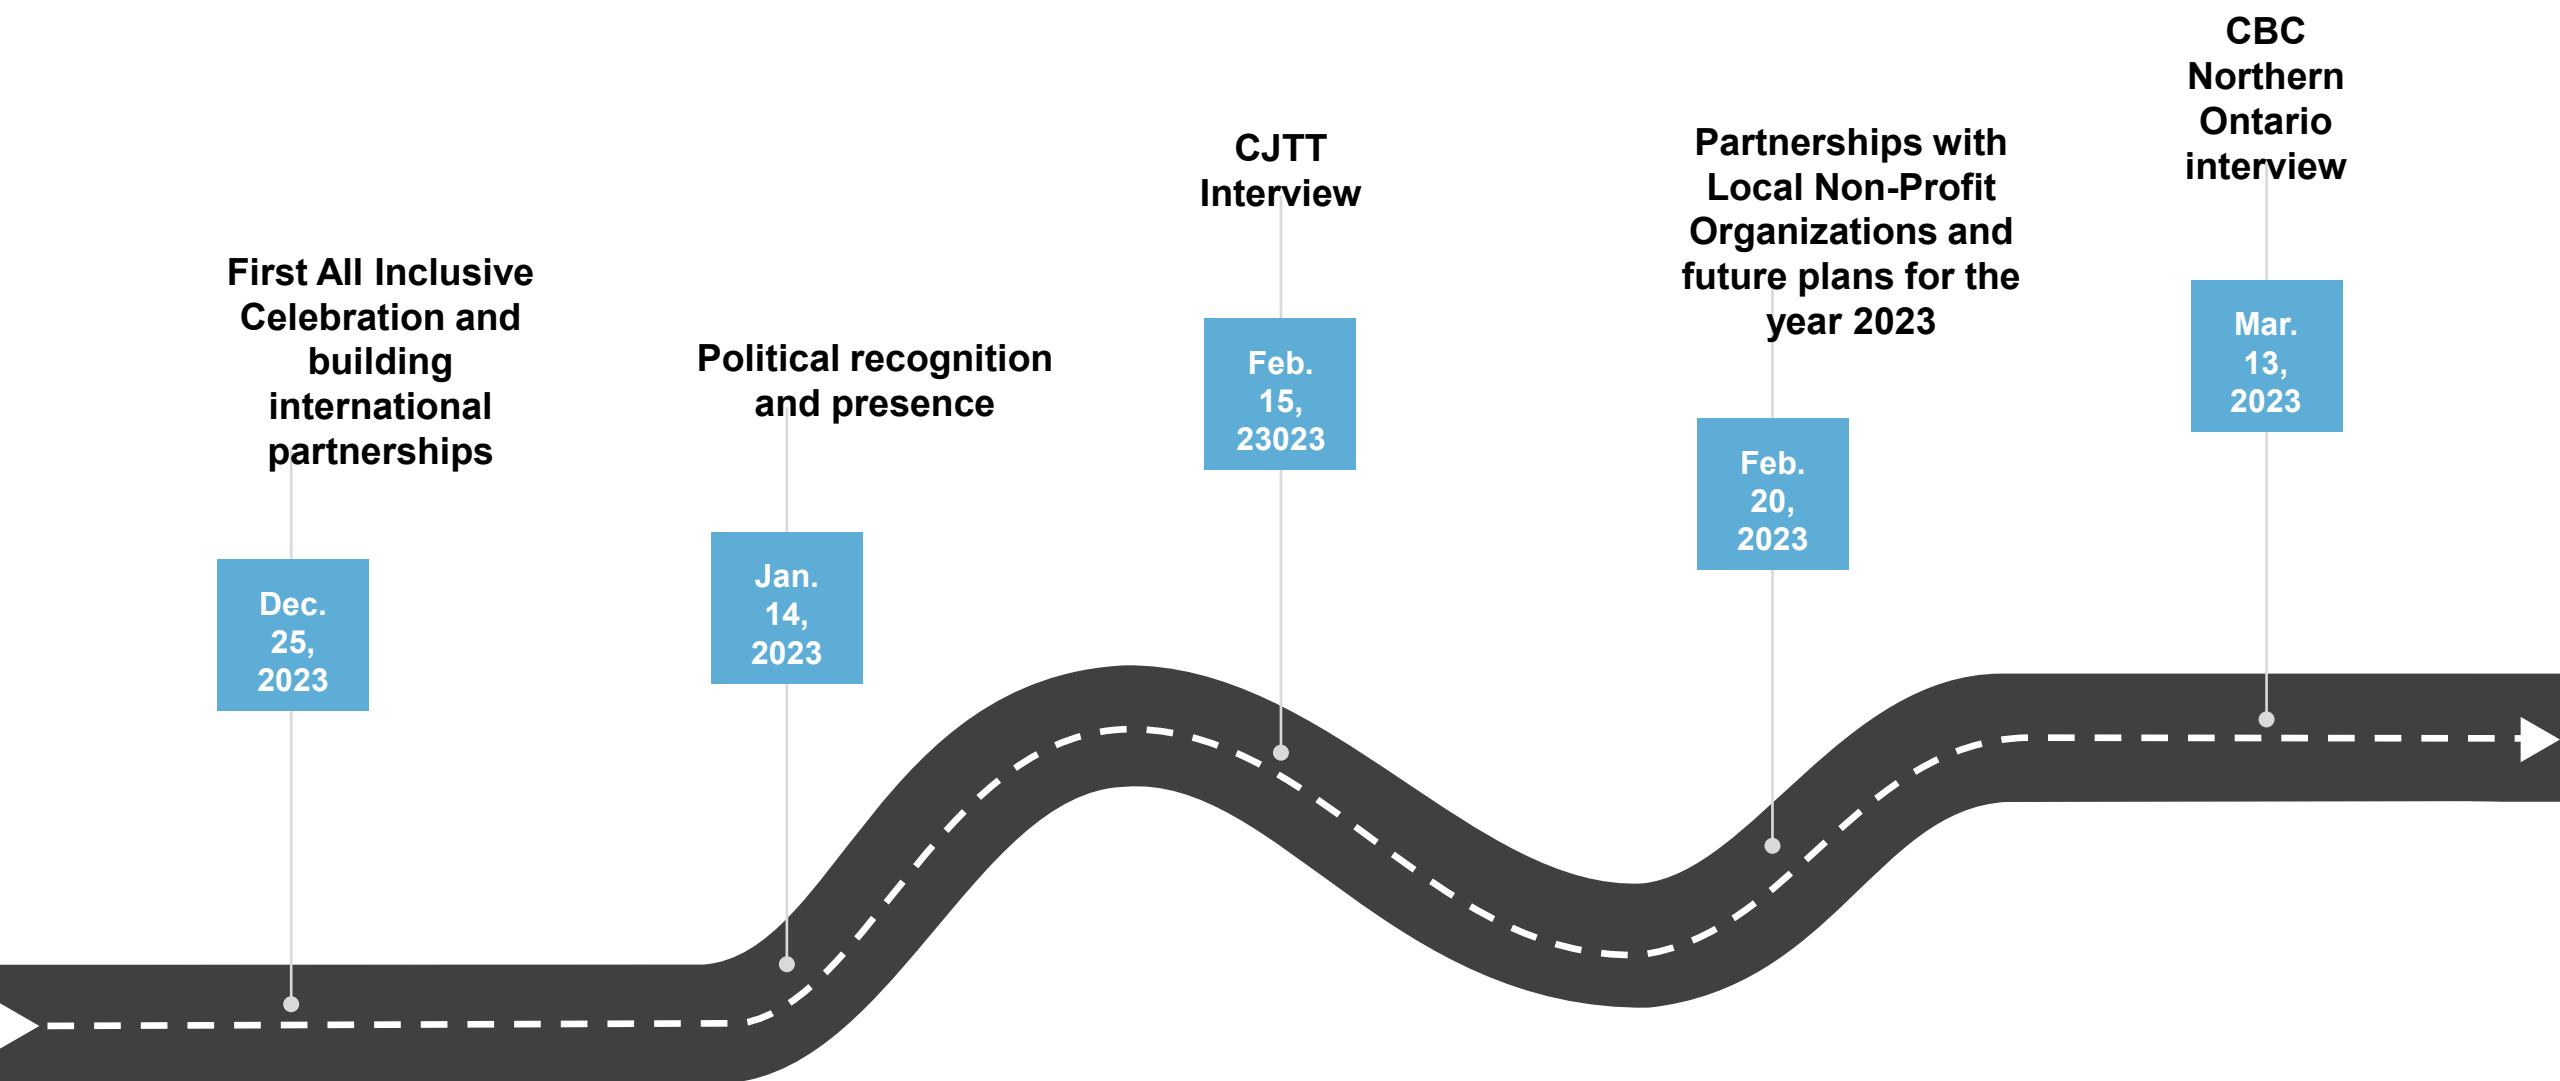 First All Inclusive
Celebration and
building
international
partnerships
Dec.
25,
2023
Political recognition
and presence
Jan.
14,
2023
CJTT
Interview
Feb.
15,
23023
Partnerships with
Local Non-Profit
Organizations and
future plans for the
year 2023
Feb.
20,
2023
CBC
Northern
Ontario
interview
Mar.
13,
2023